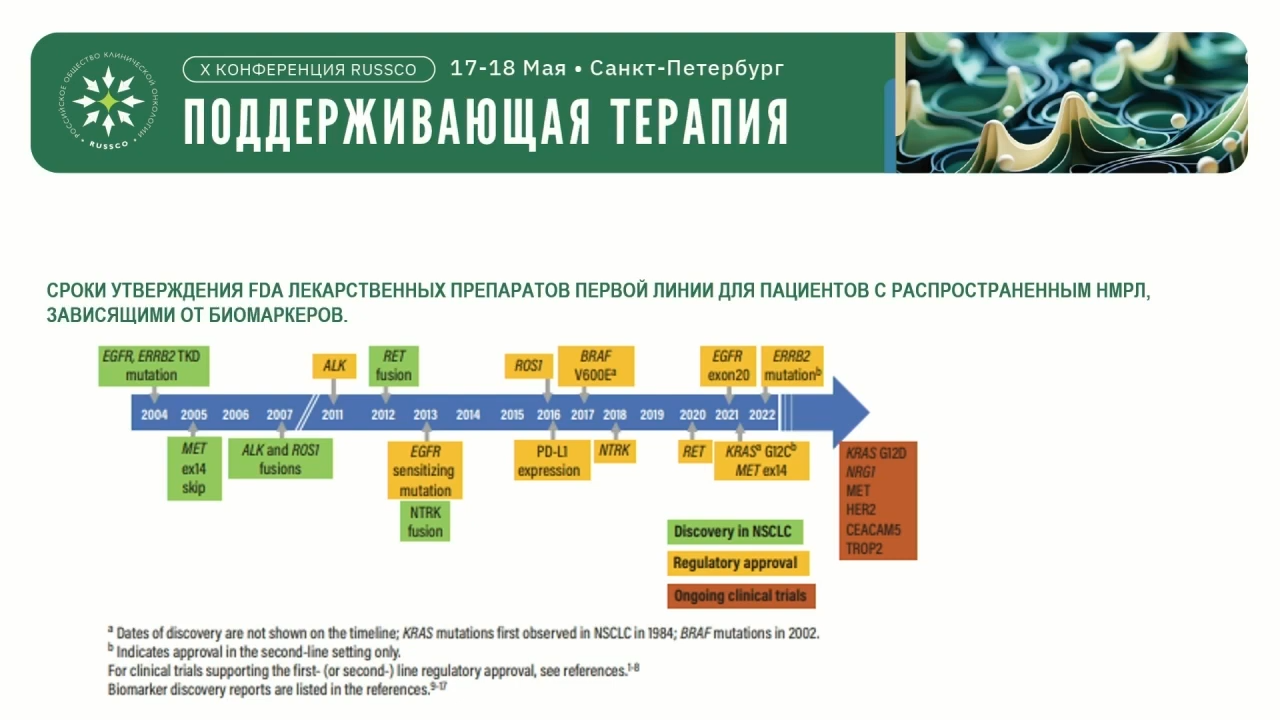 РОССИЙСКОЕ ОБЩЕСТВО КЛИНИЧЕСКОЙ ОНКОЛОГИИ
• RUSSCO •
X КОНФЕРЕНЦИЯ RUSSCO 17-18 Мая • Санкт-Петербург
ПОДДЕРЖИВАЮЩАЯ ТЕРАПИЯ
СРОКИ УТВЕРЖДЕНИЯ FDA ЛЕКАРСТВЕННЫХ ПРЕПАРАТОВ ПЕРВОЙ ЛИНИИ ДЛЯ ПАЦИЕНТОВ С РАСПРОСТРАНЕННЫМ НМРЛ,
ЗАВИСЯЩИМИ ОТ БИОМАРКЕРОВ.
EGFR, ERRB2 TKD
mutation
ALK
RET
fusion
ROS1
BRAF
V600Eᵃ
EGFR
exon20
ERRB2
mutationᵇ
2004 2005 2006 2007 2011 2012 2013 2014 2015 2016 2017 2018 2019 2020 2021 2022
MET
ex14
skip
ALK and ROS1
fusions
EGFR
sensitizing
mutation
NTRK
fusion
PD-L1
expression
NTRK
RET
KRASᵃ G12Cᵇ
MET ex14
KRAS G12D
NRG1
MET
HER2
CEACAM5
TROP2
Discovery in NSCLC
Regulatory approval
Ongoing clinical trials
ᵃ Dates of discovery are not shown on the timeline; KRAS mutations first observed in NSCLC in 1984; BRAF mutations in 2002.
ᵇ Indicates approval in the second-line setting only.
For clinical trials supporting the first- (or second-) line regulatory approval, see references.¹⁻⁸
Biomarker discovery reports are listed in the references.⁹⁻¹⁷